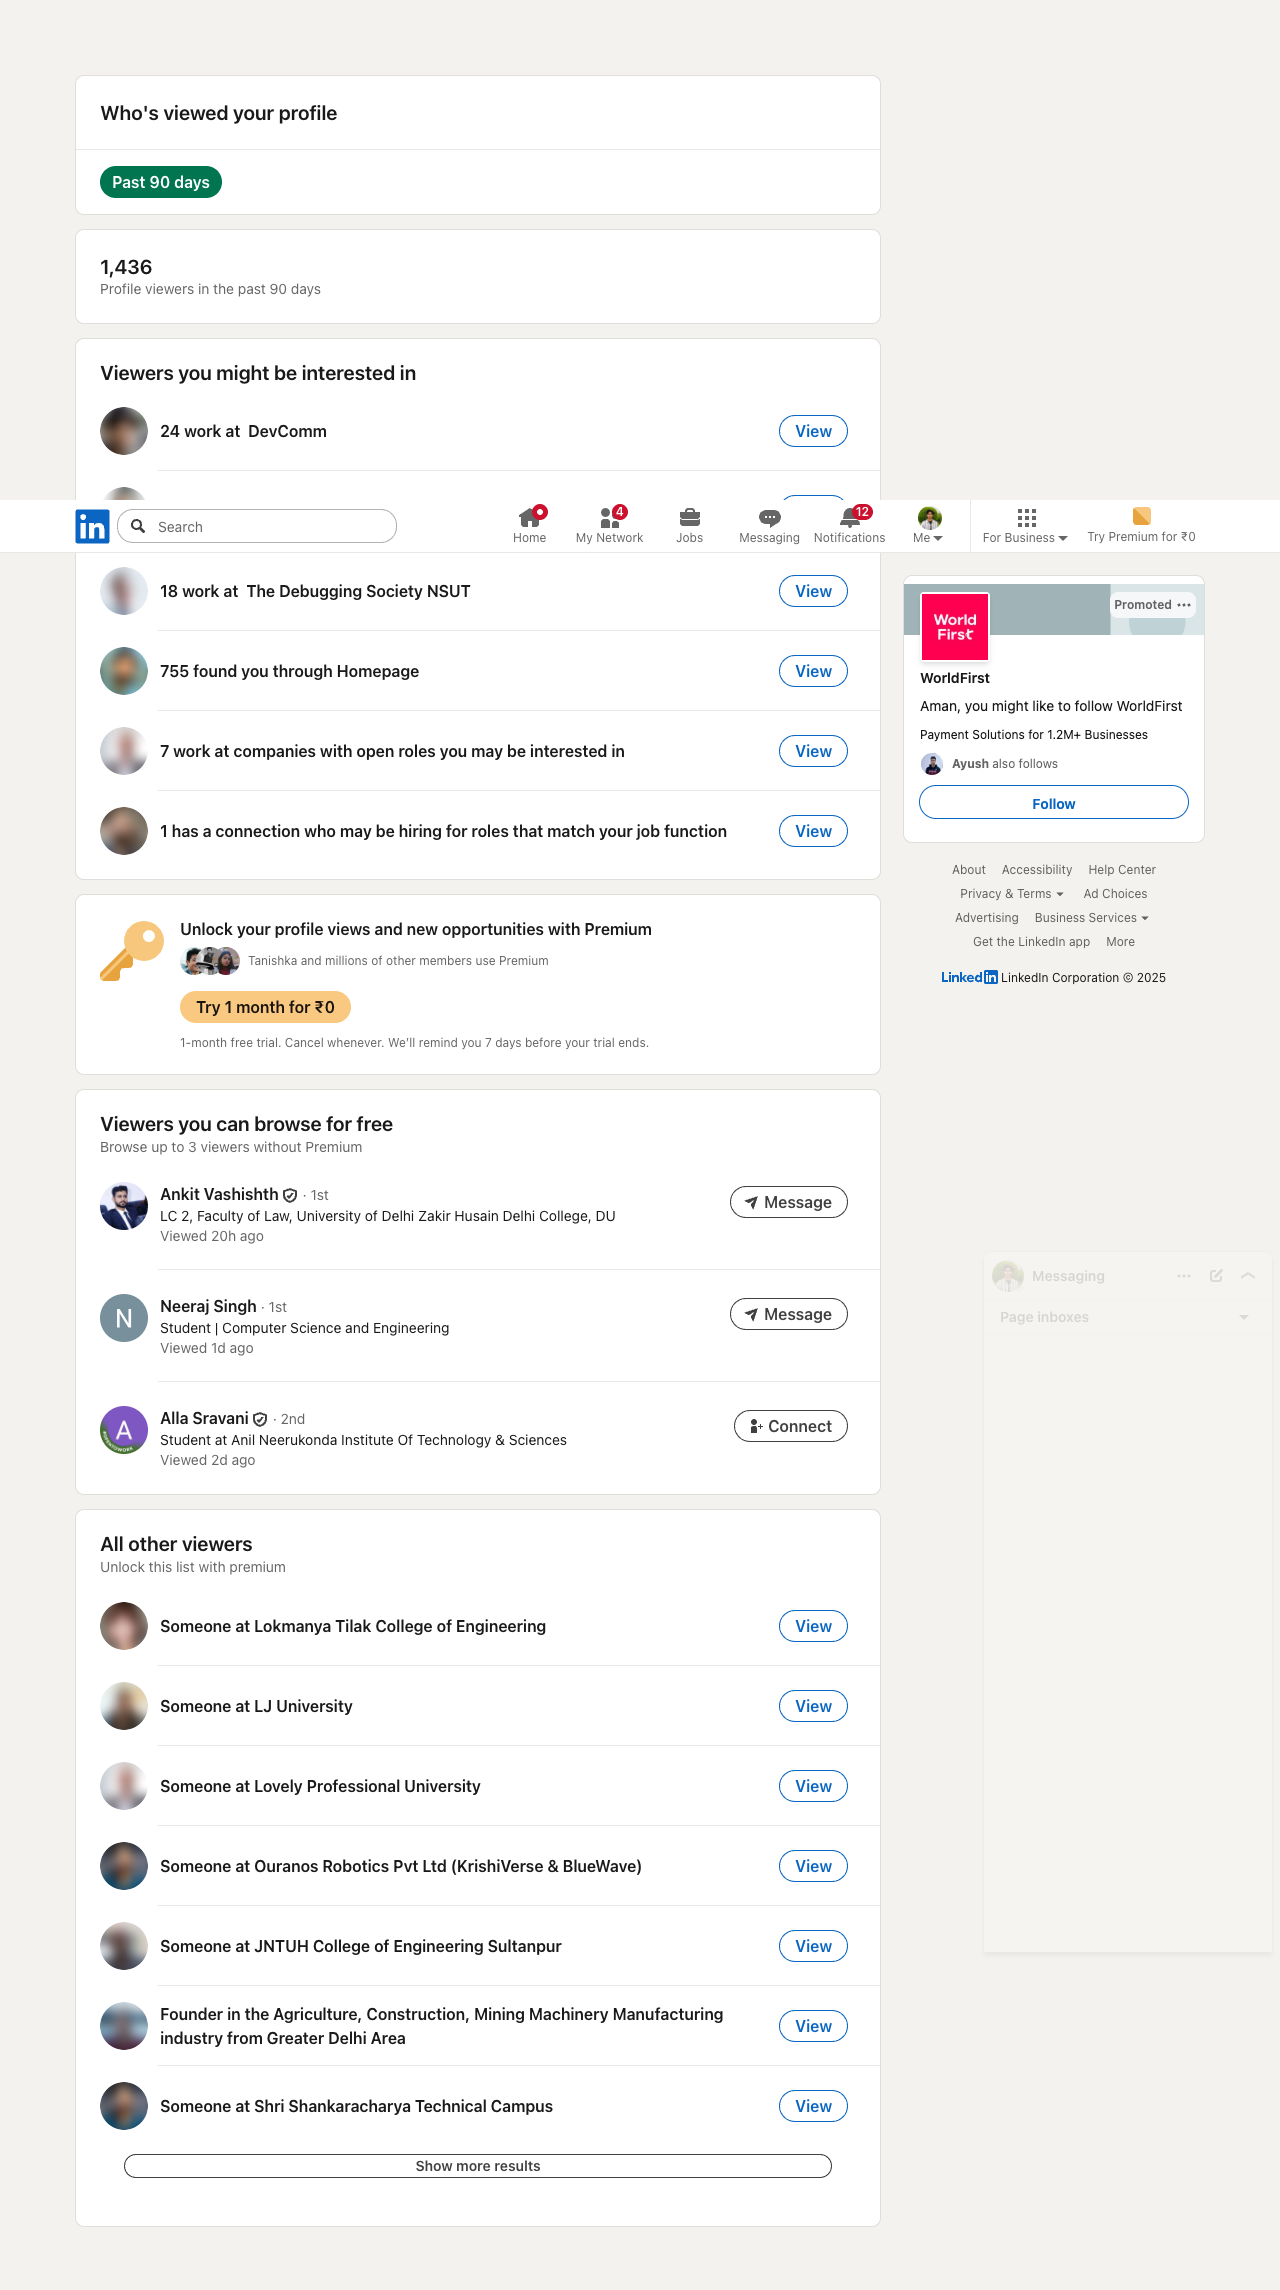 Who's viewed your profile
Past 90 days
1,436
Profile viewers in the past 90 days
Viewers you might be interested in
24 work at DevComm
View
in
Search
Home
4
My Network
Jobs
Messaging
12
Notifications
Me
For Business
Try Premium for ₹0
18 work at The Debugging Society NSUT
View
755 found you through Homepage
View
7 work at companies with open roles you may be interested in
View
1 has a connection who may be hiring for roles that match your job function
View
Promoted
World
First
WorldFirst
Aman, you might like to follow WorldFirst
Payment Solutions for 1.2M+ Businesses
Ayush also follows
Follow
About Accessibility Help Center
Privacy & Terms Ad Choices
Advertising Business Services
Get the LinkedIn app More
LinkedIn LinkedIn Corporation © 2025
Unlock your profile views and new opportunities with Premium
Tanishka and millions of other members use Premium
Try 1 month for ₹0
1-month free trial. Cancel whenever. We'll remind you 7 days before your trial ends.
Viewers you can browse for free
Browse up to 3 viewers without Premium
Ankit Vashishth · 1st
LC 2, Faculty of Law, University of Delhi Zakir Husain Delhi College, DU
Viewed 20h ago
Message
N
Neeraj Singh · 1st
Student | Computer Science and Engineering
Viewed 1d ago
Message
A
#OPENTOWORK
Alla Sravani · 2nd
Student at Anil Neerukonda Institute Of Technology & Sciences
Viewed 2d ago
Connect
Messaging
Page inboxes
All other viewers
Unlock this list with premium
Someone at Lokmanya Tilak College of Engineering
View
Someone at LJ University
View
Someone at Lovely Professional University
View
Someone at Ouranos Robotics Pvt Ltd (KrishiVerse & BlueWave)
View
Someone at JNTUH College of Engineering Sultanpur
View
Founder in the Agriculture, Construction, Mining Machinery Manufacturing
industry from Greater Delhi Area
View
Someone at Shri Shankaracharya Technical Campus
View
Show more results